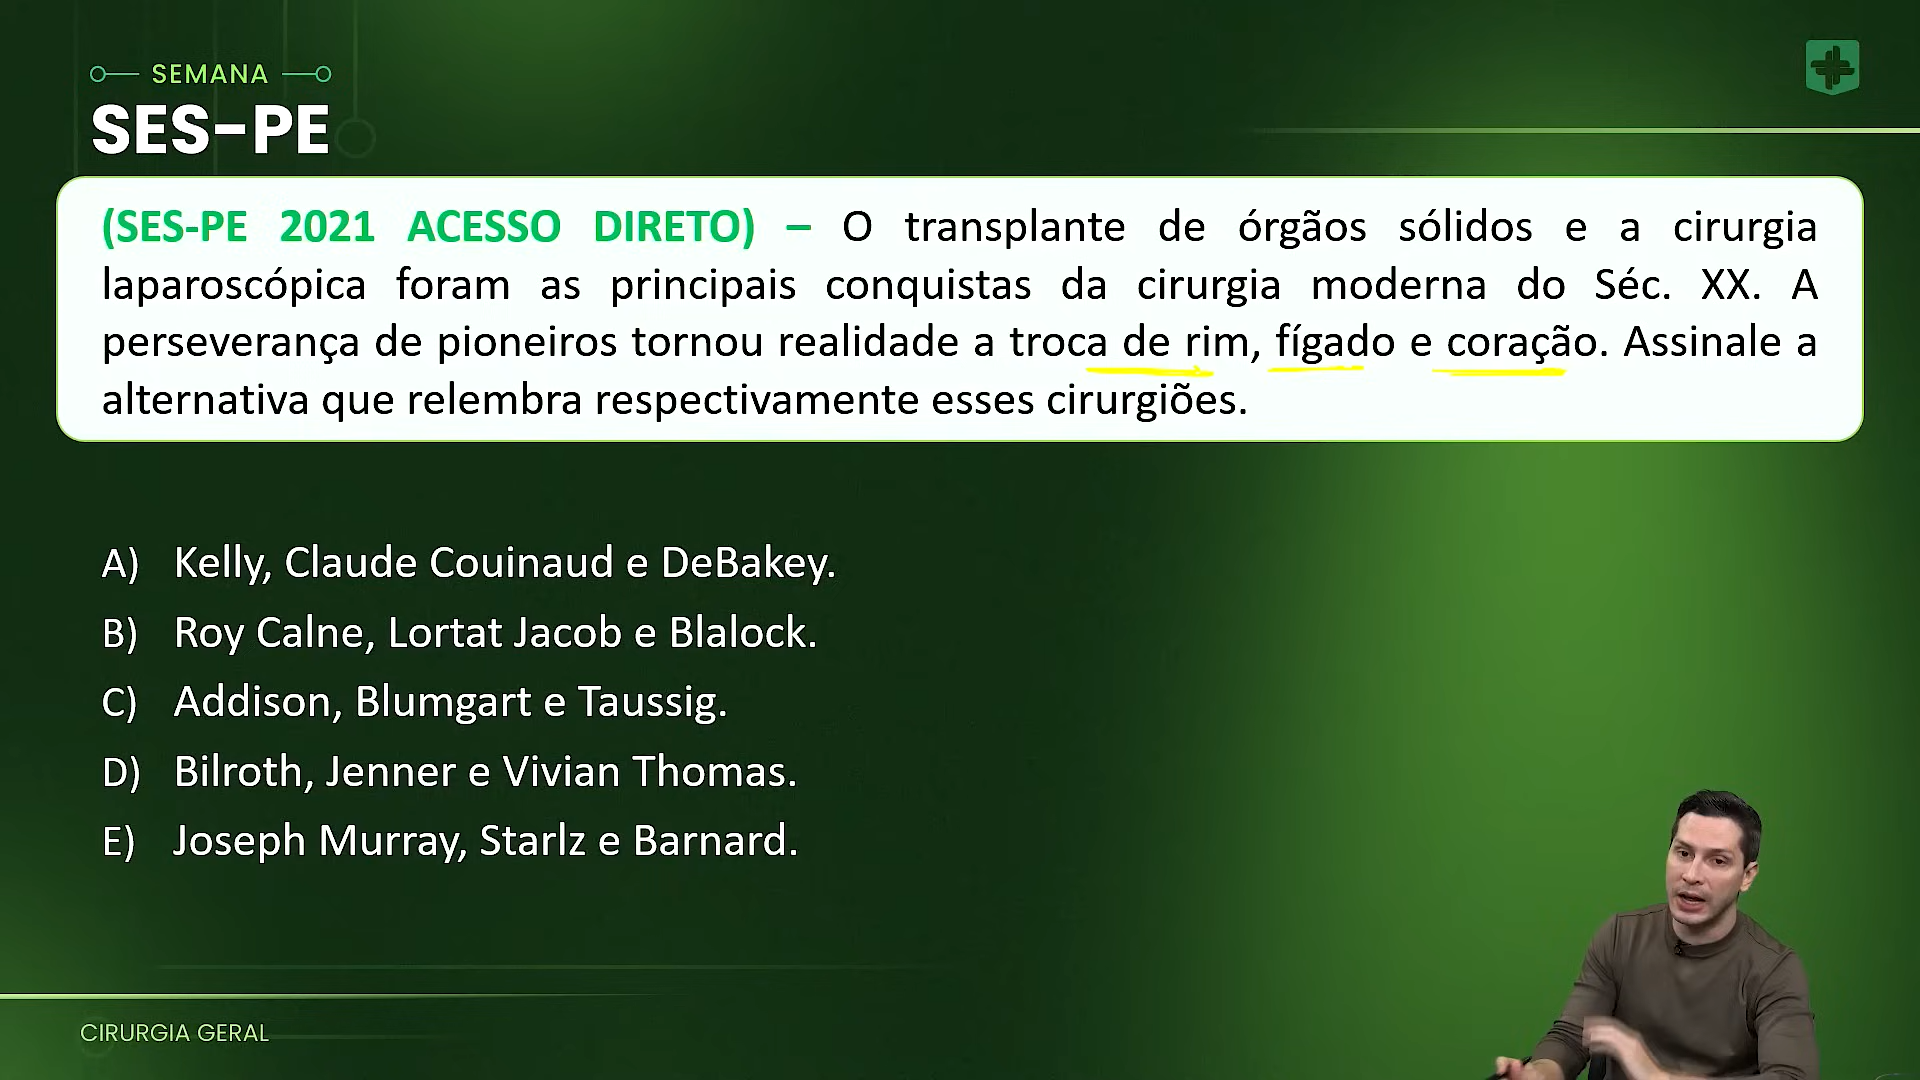 SEMANA
SES-PE
(SES-PE 2021 ACESSO DIRETO) – O transplante de órgãos sólidos e a cirurgia
laparoscópica foram as principais conquistas da cirurgia moderna do Séc. XX. A
perseverança de pioneiros tornou realidade a troca de rim, fígado e coração. Assinale a
alternativa que relembra respectivamente esses cirurgiões.
A) Kelly, Claude Couinaud e DeBakey.
B) Roy Calne, Lortat Jacob e Blalock.
C) Addison, Blumgart e Taussig.
D) Bilroth, Jenner e Vivian Thomas.
E) Joseph Murray, Starlz e Barnard.
CIRURGIA GERAL